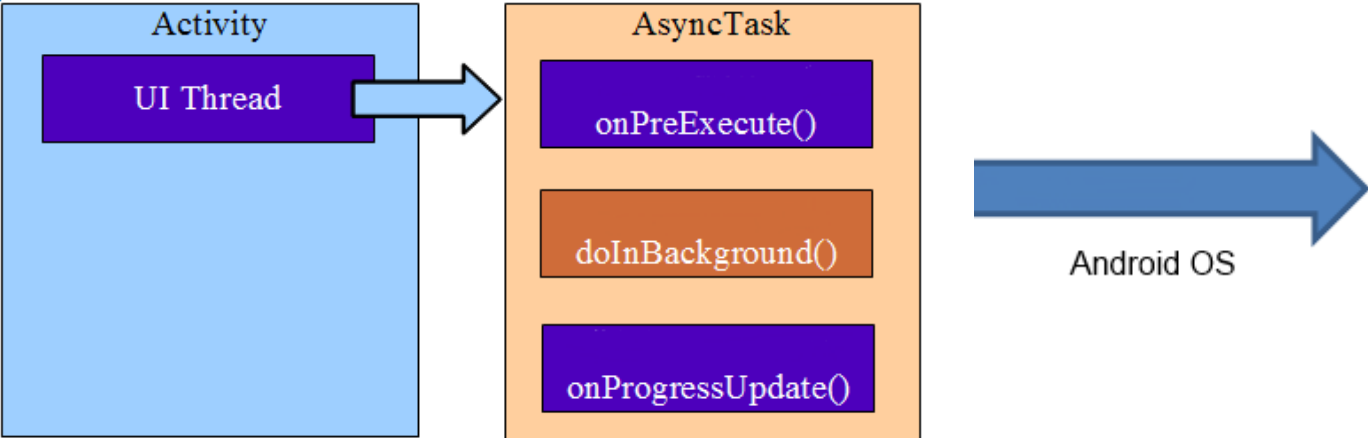 Activity
UI Thread
AsyncTask
onPreExecute()
doInBackground()
onProgressUpdate()
Android OS